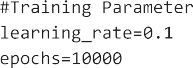 #Training Parameter
learning_rate=0.1
epochs=10000